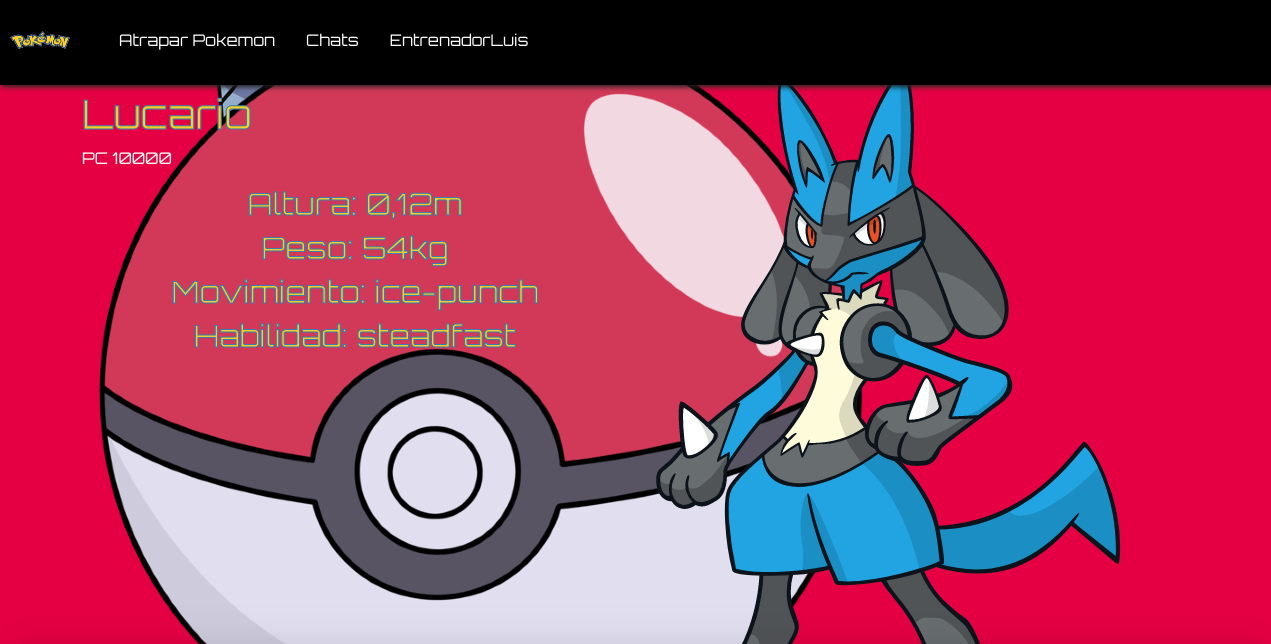 POKéMON
Atrapar Pokemon
Chats
EntrenadorLuis
Lucario
PC 10000
Altura: 0,12m
Peso: 54kg
Movimiento: ice-punch
Habilidad: steadfast